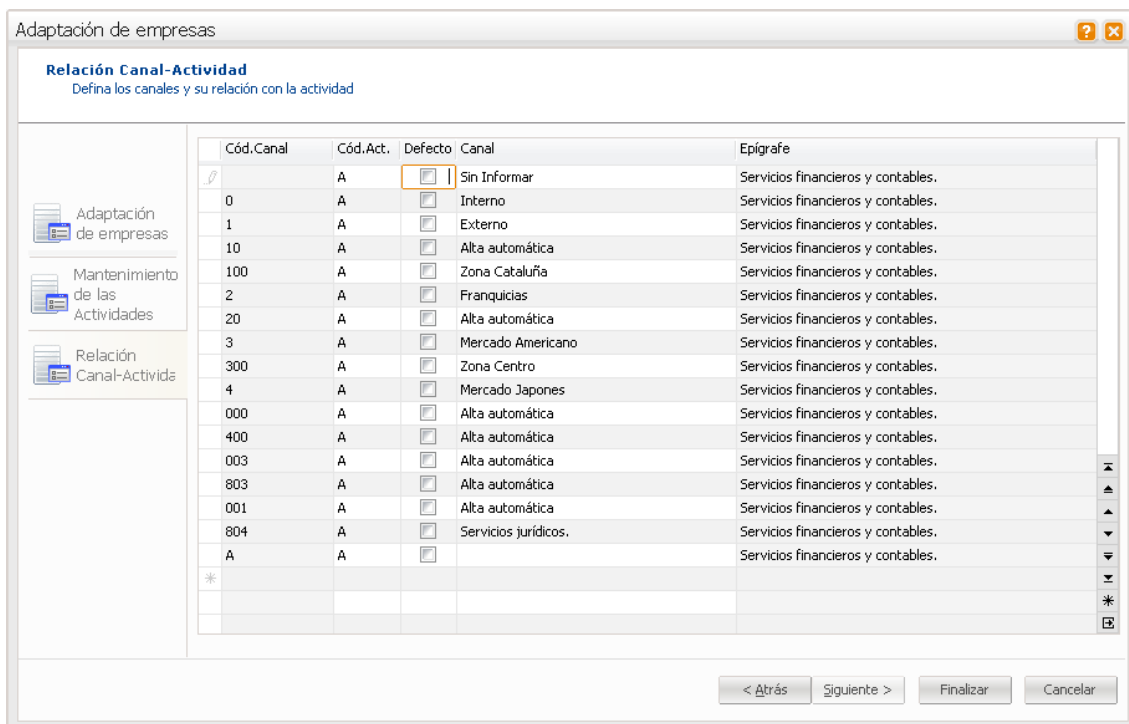 Adaptación de empresas
Relación Canal-Actividad
Defina los canales y su relación con la actividad
Adaptación
de empresas
Mantenimiento
de las
Actividades
Relación
Canal-Activida
Cód.Canal Cód.Act. Defecto Canal Epígrafe
A Sin Informar Servicios financieros y contables.
0 A Interno Servicios financieros y contables.
1 A Externo Servicios financieros y contables.
10 A Alta automática Servicios financieros y contables.
100 A Zona Cataluña Servicios financieros y contables.
2 A Franquicias Servicios financieros y contables.
20 A Alta automática Servicios financieros y contables.
3 A Mercado Americano Servicios financieros y contables.
300 A Zona Centro Servicios financieros y contables.
4 A Mercado Japones Servicios financieros y contables.
000 A Alta automática Servicios financieros y contables.
400 A Alta automática Servicios financieros y contables.
003 A Alta automática Servicios financieros y contables.
803 A Alta automática Servicios financieros y contables.
001 A Alta automática Servicios financieros y contables.
804 A Servicios jurídicos. Servicios financieros y contables.
A A Servicios financieros y contables.
< Atrás Siguiente > Finalizar Cancelar